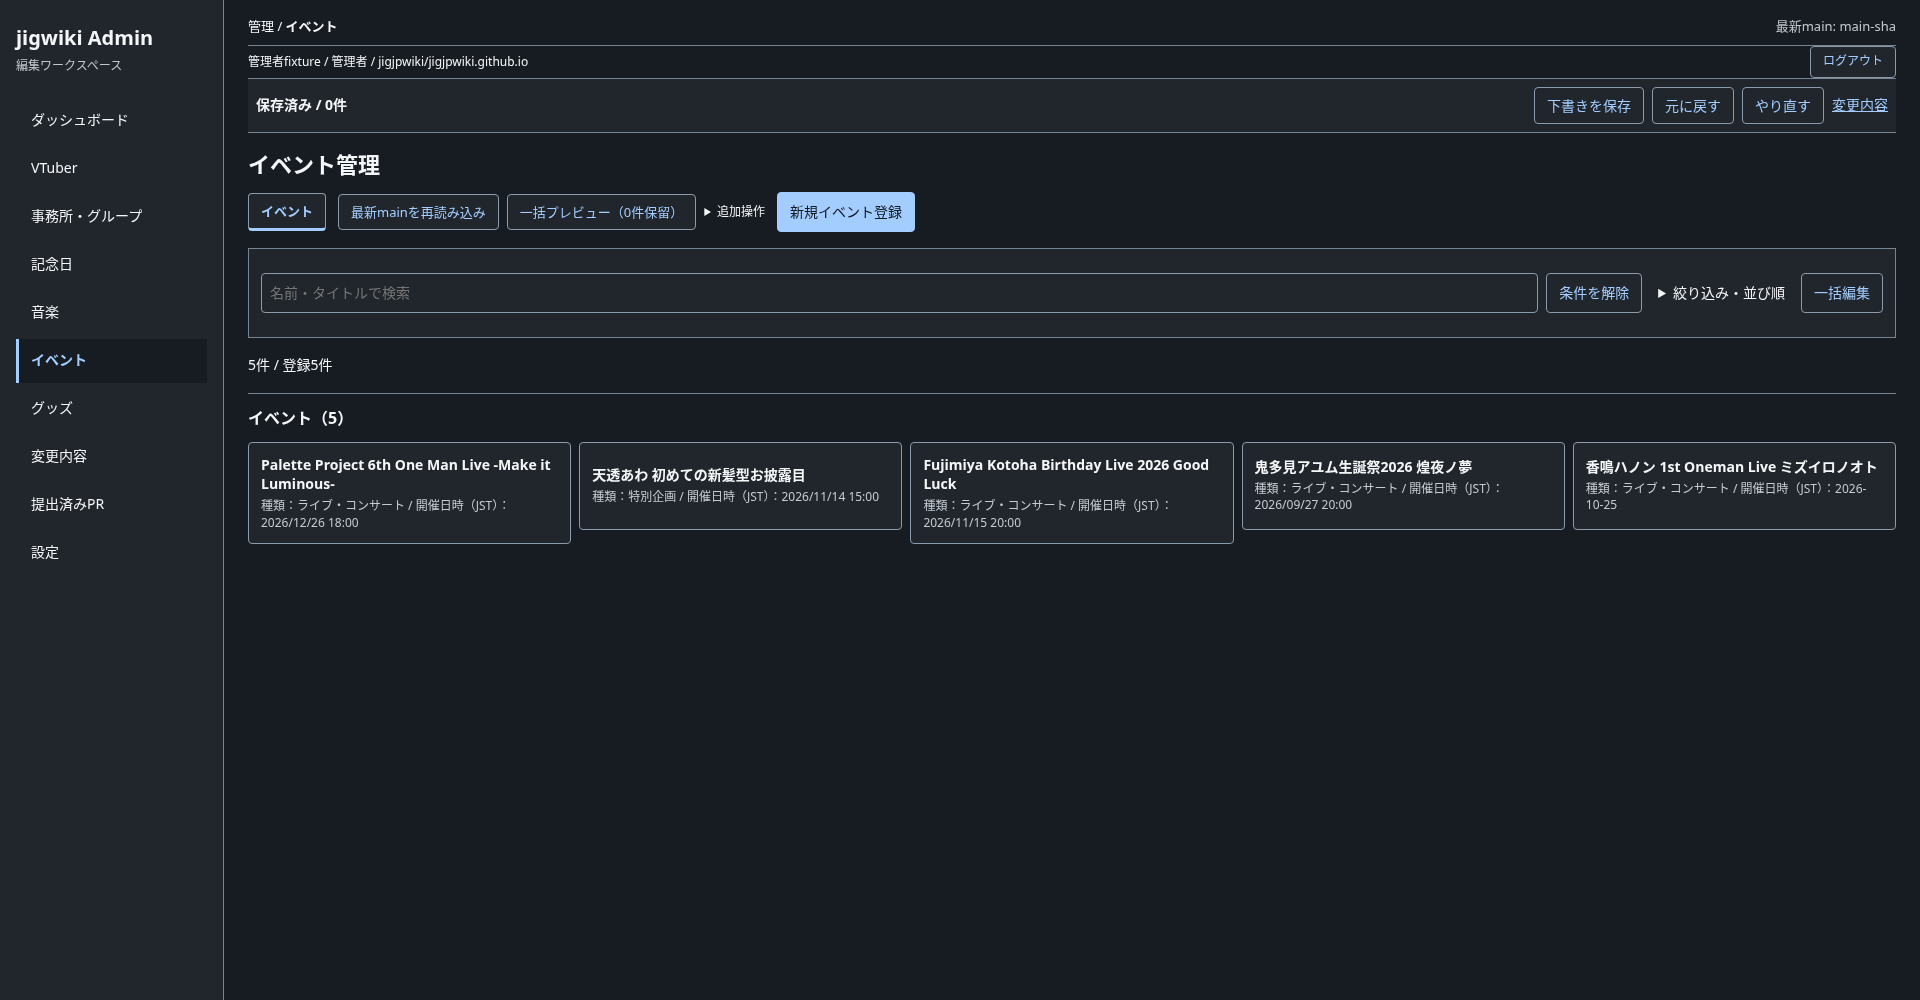 jigwiki Admin
編集ワークスペース
ダッシュボード
VTuber
事務所・グループ
記念日
音楽
イベント
グッズ
変更内容
提出済みPR
設定
管理 / イベント
最新main: main-sha
管理者fixture / 管理者 / jigjpwiki/jigjpwiki.github.io
ログアウト
保存済み / 0件
下書きを保存
元に戻す
やり直す
変更内容
イベント管理
イベント
最新mainを再読み込み
一括プレビュー（0件保留）
▶ 追加操作
新規イベント登録
名前・タイトルで検索
条件を解除
▶ 絞り込み・並び順
一括編集
5件 / 登録5件
イベント（5）
Palette Project 6th One Man Live -Make it
Luminous-
種類：ライブ・コンサート / 開催日時（JST）：
2026/12/26 18:00
天透あわ 初めての新髪型お披露目
種類：特別企画 / 開催日時（JST）：2026/11/14 15:00
Fujimiya Kotoha Birthday Live 2026 Good
Luck
種類：ライブ・コンサート / 開催日時（JST）：
2026/11/15 20:00
鬼多見アユム生誕祭2026 煌夜ノ夢
種類：ライブ・コンサート / 開催日時（JST）：
2026/09/27 20:00
香鳴ハノン 1st Oneman Live ミズイロノオト
種類：ライブ・コンサート / 開催日時（JST）：2026-
10-25